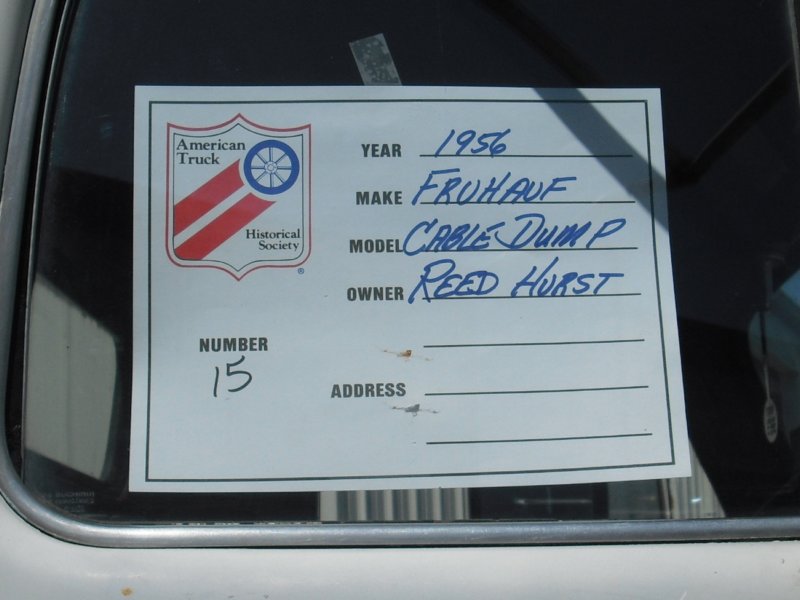 American
Truck
Historical
Society
®
YEAR 1956
MAKE FRUHAUF
MODEL CABLE DUMP
OWNER REED HURST
NUMBER
15
ADDRESS